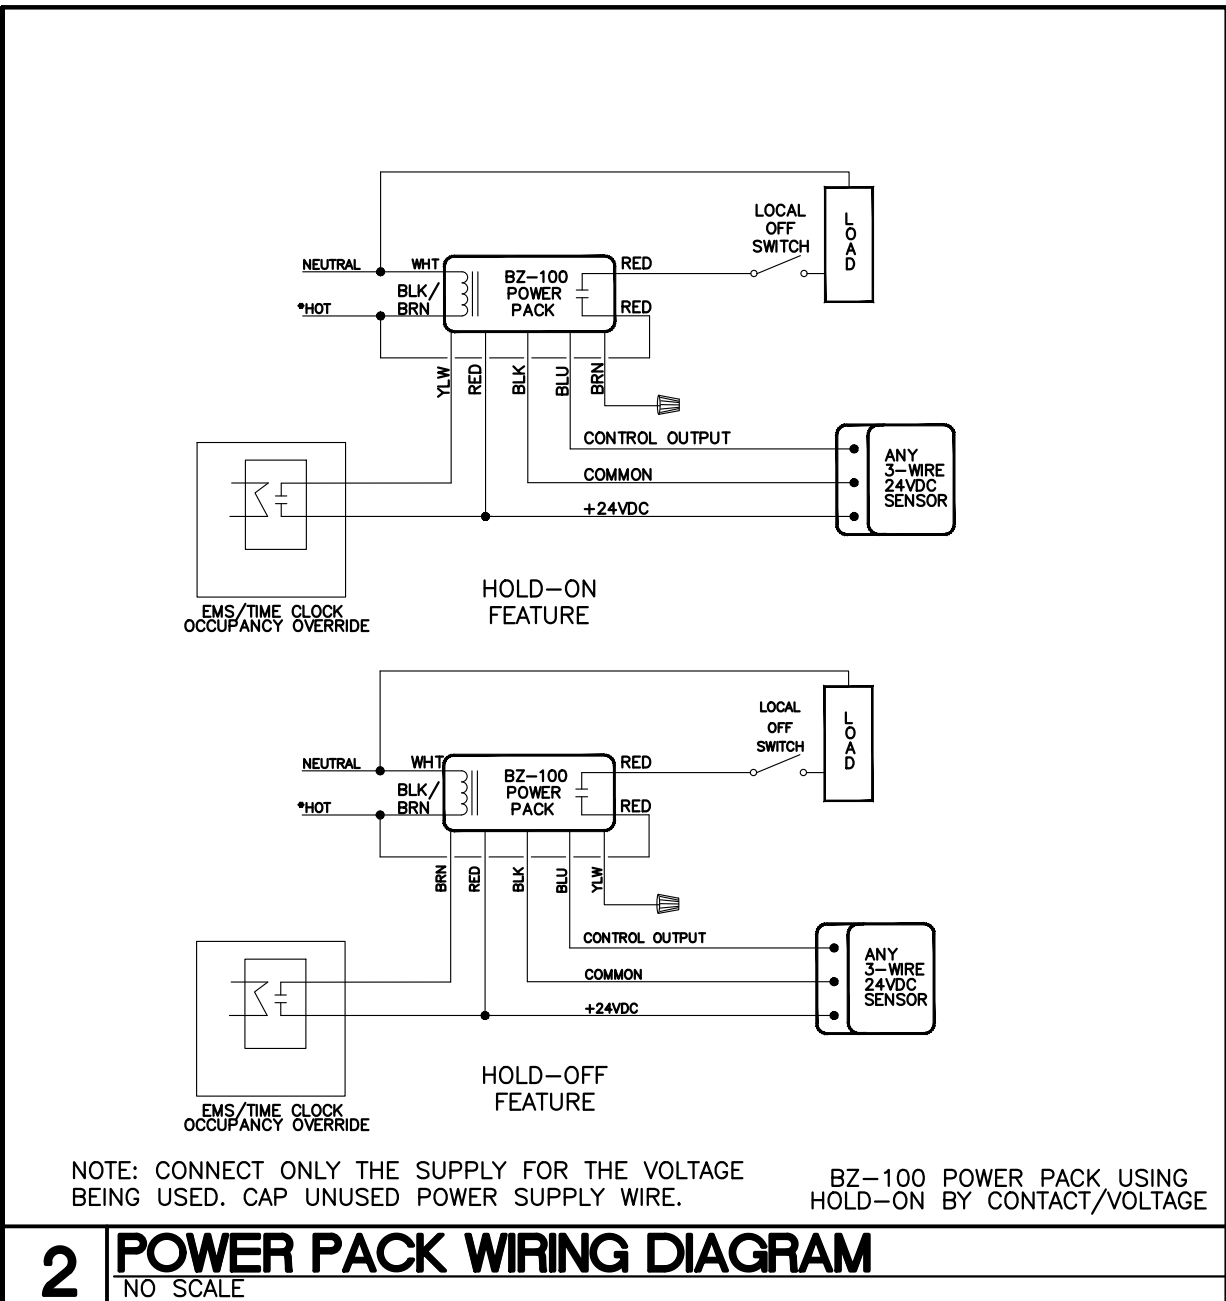 LOCAL
OFF
SWITCH
LOAD
NEUTRAL
WHT
BZ-100
POWER
PACK
RED
BLK/
BRN
*HOT
RED
YLW
RED
BLK
BLU
BRN
CONTROL OUTPUT
COMMON
+24VDC
ANY
3-WIRE
24VDC
SENSOR
EMS/TIME CLOCK
OCCUPANCY OVERRIDE
HOLD-ON
FEATURE
LOCAL
OFF
SWITCH
LOAD
NEUTRAL
WHT
BZ-100
POWER
PACK
RED
BLK/
BRN
*HOT
RED
BRN
RED
BLK
BLU
YLW
CONTROL OUTPUT
COMMON
+24VDC
ANY
3-WIRE
24VDC
SENSOR
EMS/TIME CLOCK
OCCUPANCY OVERRIDE
HOLD-OFF
FEATURE
NOTE: CONNECT ONLY THE SUPPLY FOR THE VOLTAGE
BEING USED. CAP UNUSED POWER SUPPLY WIRE.
BZ-100 POWER PACK USING
HOLD-ON BY CONTACT/VOLTAGE
2
POWER PACK WIRING DIAGRAM
NO SCALE